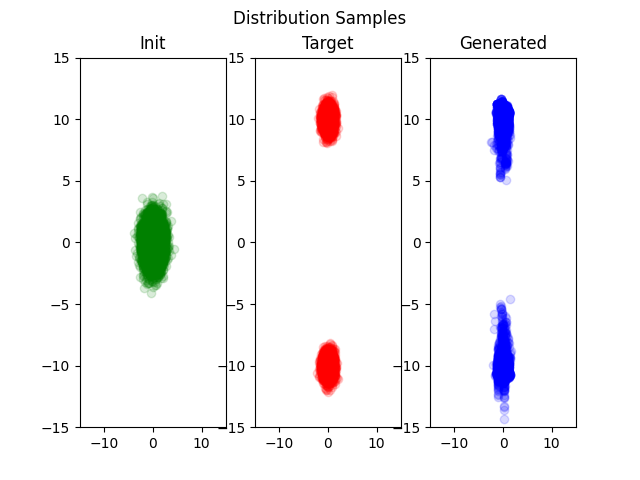 Distribution Samples
Init Target Generated
15 15 15
10 10 10
5 5 5
0 0 0
−5 −5 −5
−10 −10 −10
−15 −15 −15
−10 0 10 −10 0 10 −10 0 10